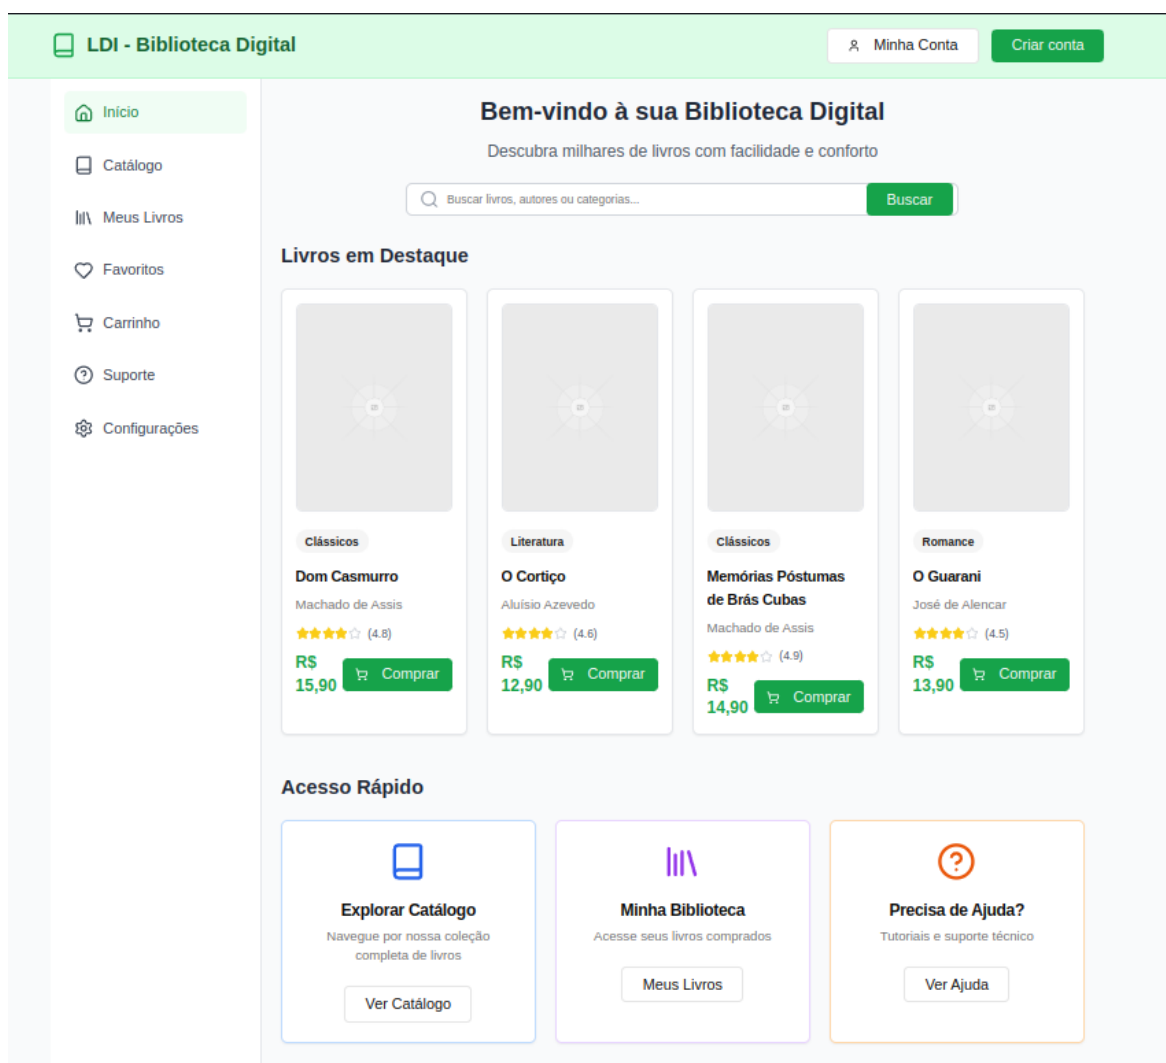 LDI - Biblioteca Digital
Minha Conta
Criar conta
Início
Catálogo
Meus Livros
Favoritos
Carrinho
Suporte
Configurações
Bem-vindo à sua Biblioteca Digital
Descubra milhares de livros com facilidade e conforto
Buscar livros, autores ou categorias...
Buscar
Livros em Destaque
Clássicos
Dom Casmurro
Machado de Assis
(4.8)
R$
15,90
Comprar
Literatura
O Cortiço
Aluísio Azevedo
(4.6)
R$
12,90
Comprar
Clássicos
Memórias Póstumas
de Brás Cubas
Machado de Assis
(4.9)
R$
14,90
Comprar
Romance
O Guarani
José de Alencar
(4.5)
R$
13,90
Comprar
Acesso Rápido
Explorar Catálogo
Navegue por nossa coleção
completa de livros
Ver Catálogo
Minha Biblioteca
Acesse seus livros comprados
Meus Livros
Precisa de Ajuda?
Tutoriais e suporte técnico
Ver Ajuda